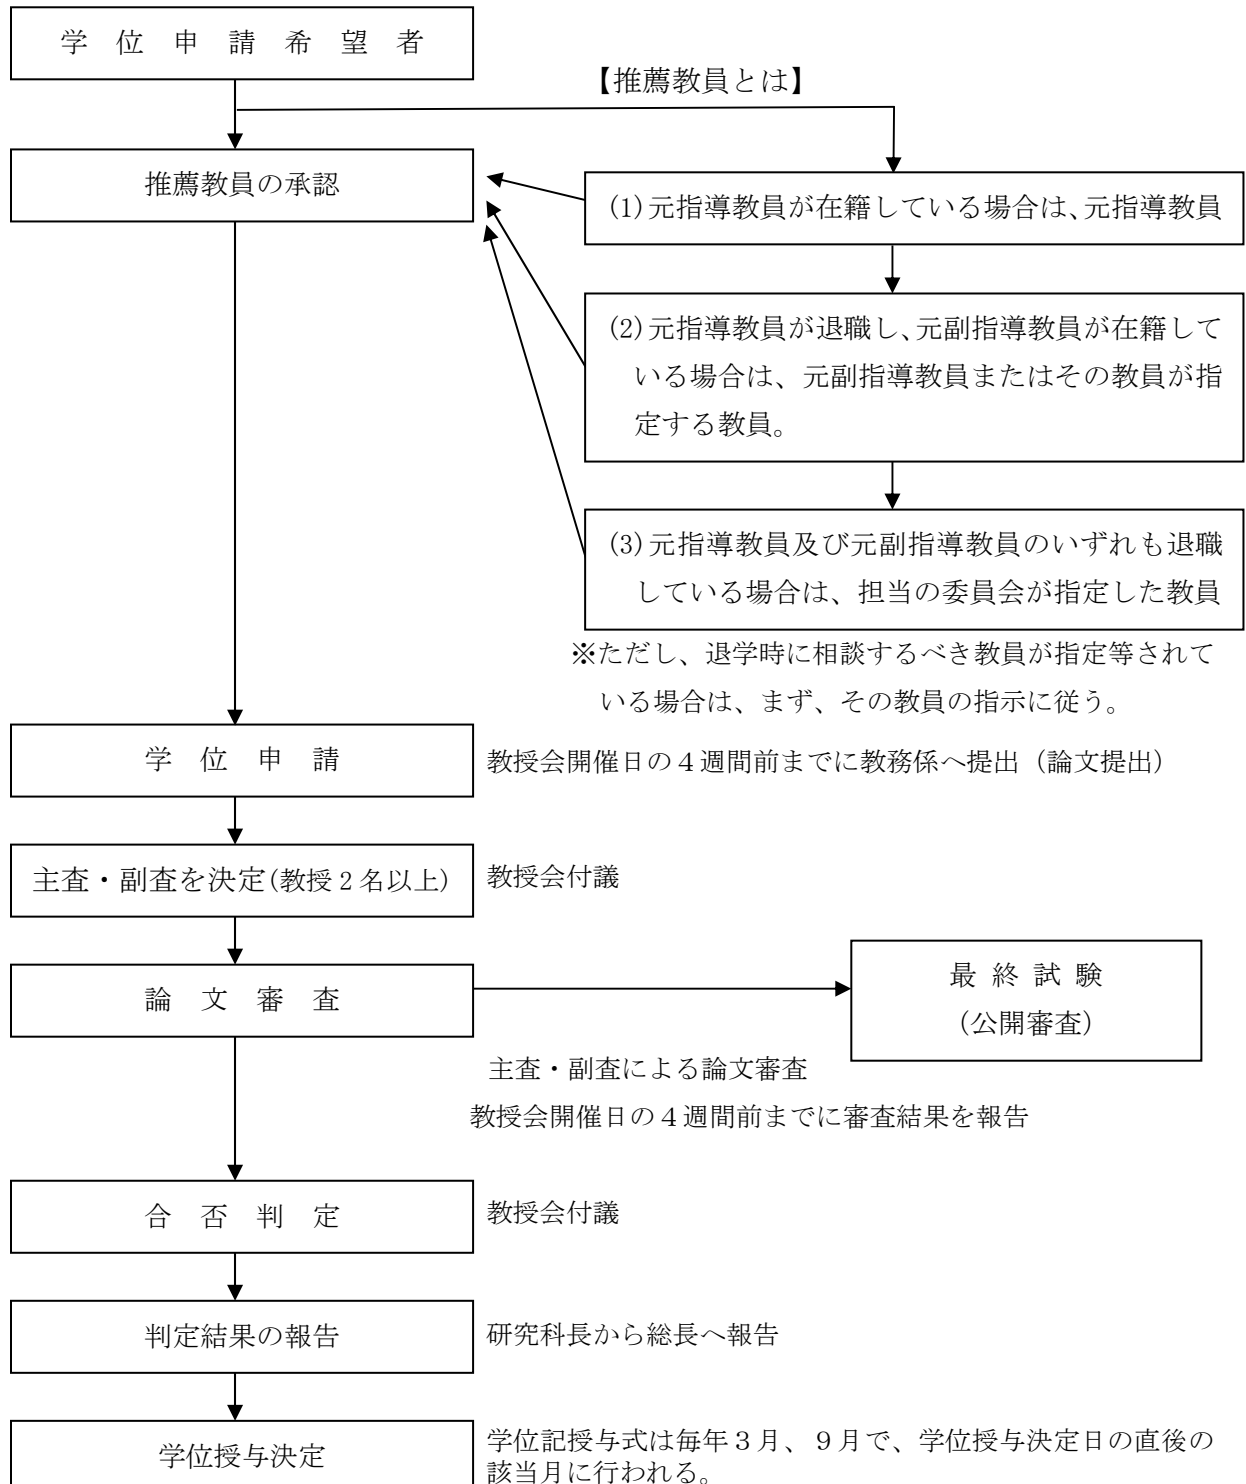 学位申請希望者
【推薦教員とは】
推薦教員の承認
(1)元指導教員が在籍している場合は、元指導教員
(2)元指導教員が退職し、元副指導教員が在籍して
いる場合は、元副指導教員またはその教員が指
定する教員。
(3)元指導教員及び元副指導教員のいずれも退職
している場合は、担当の委員会が指定した教員
※ただし、退学時に相談するべき教員が指定等されて
いる場合は、まず、その教員の指示に従う。
学位申請
教授会開催日の4週間前までに教務係へ提出(論文提出)
主査・副査を決定(教授2名以上)
教授会付議
論文審査
最終試験
(公開審査)
主査・副査による論文審査
教授会開催日の4週間前までに審査結果を報告
合否判定
教授会付議
判定結果の報告
研究科長から総長へ報告
学位授与決定
学位記授与式は毎年3月、9月で、学位授与決定日の直後の
該当月に行われる。